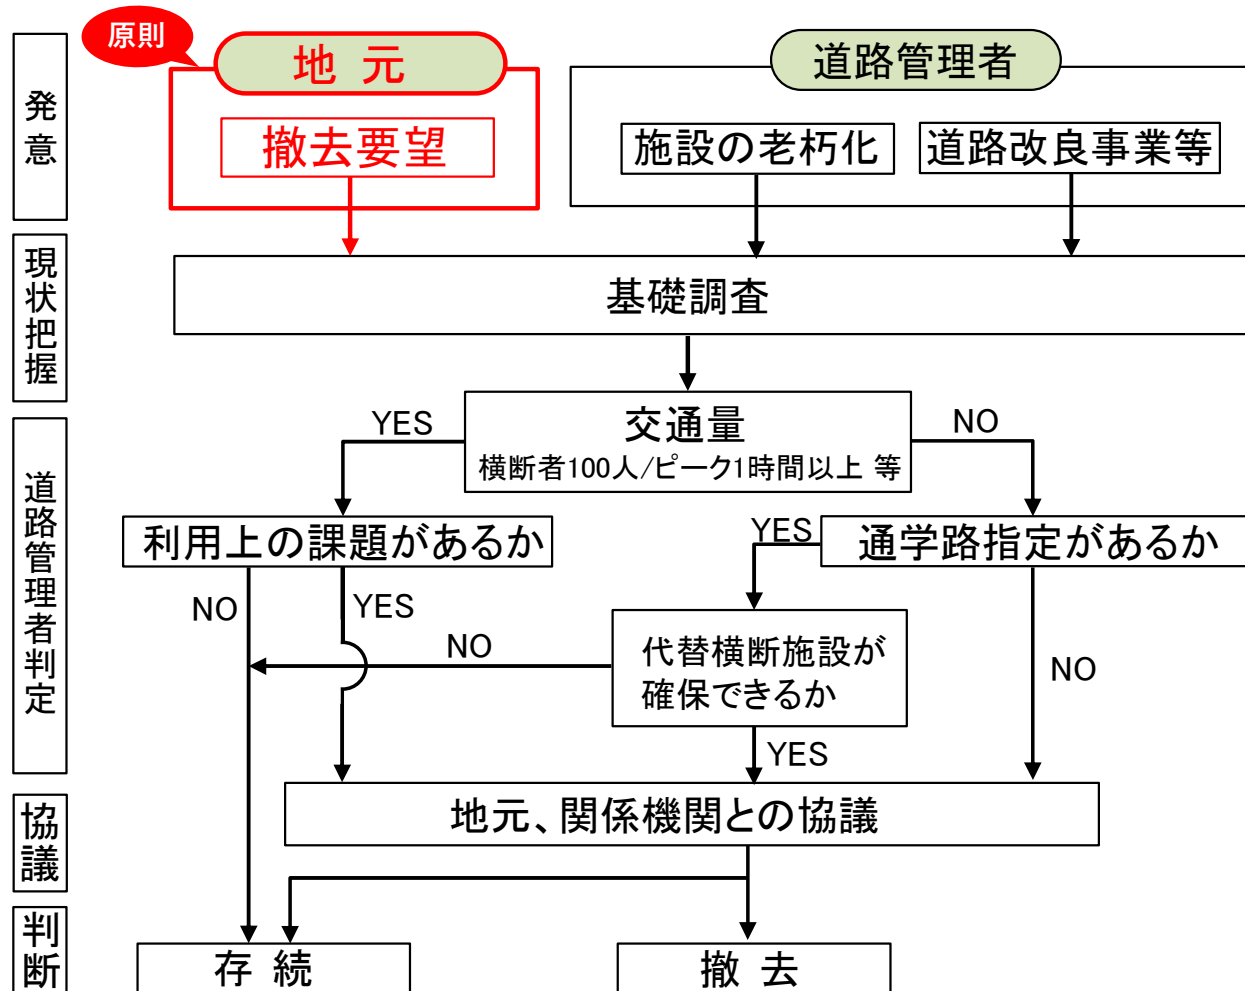 原則
地 元
道路管理者
発意
撤去要望
施設の老朽化
道路改良事業等
現状把握
基礎調査
交通量
横断者100人/ピーク1時間以上 等
YES
NO
道路管理者判定
利用上の課題があるか
YES
通学路指定があるか
NO
YES
NO
代替横断施設が
確保できるか
NO
YES
協議
地元、関係機関との協議
判断
存 続
撤 去